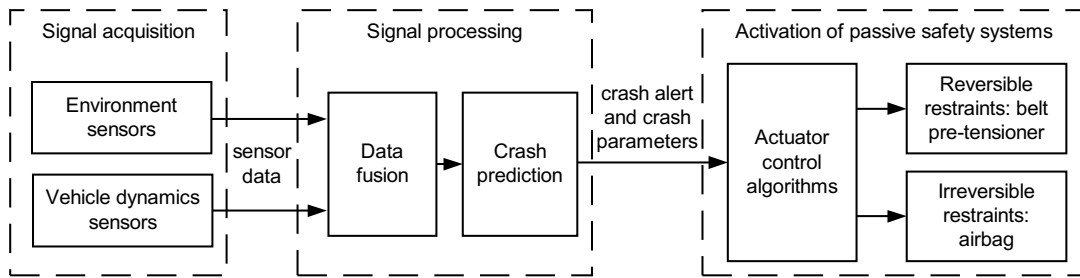 Signal acquisition
Environment
sensors
Vehicle dynamics
sensors
sensor
data
Signal processing
Data
fusion
Crash
prediction
crash alert
and crash
parameters
Activation of passive safety systems
Actuator
control
algorithms
Reversible
restraints: belt
pre-tensioner
Irreversible
restraints:
airbag